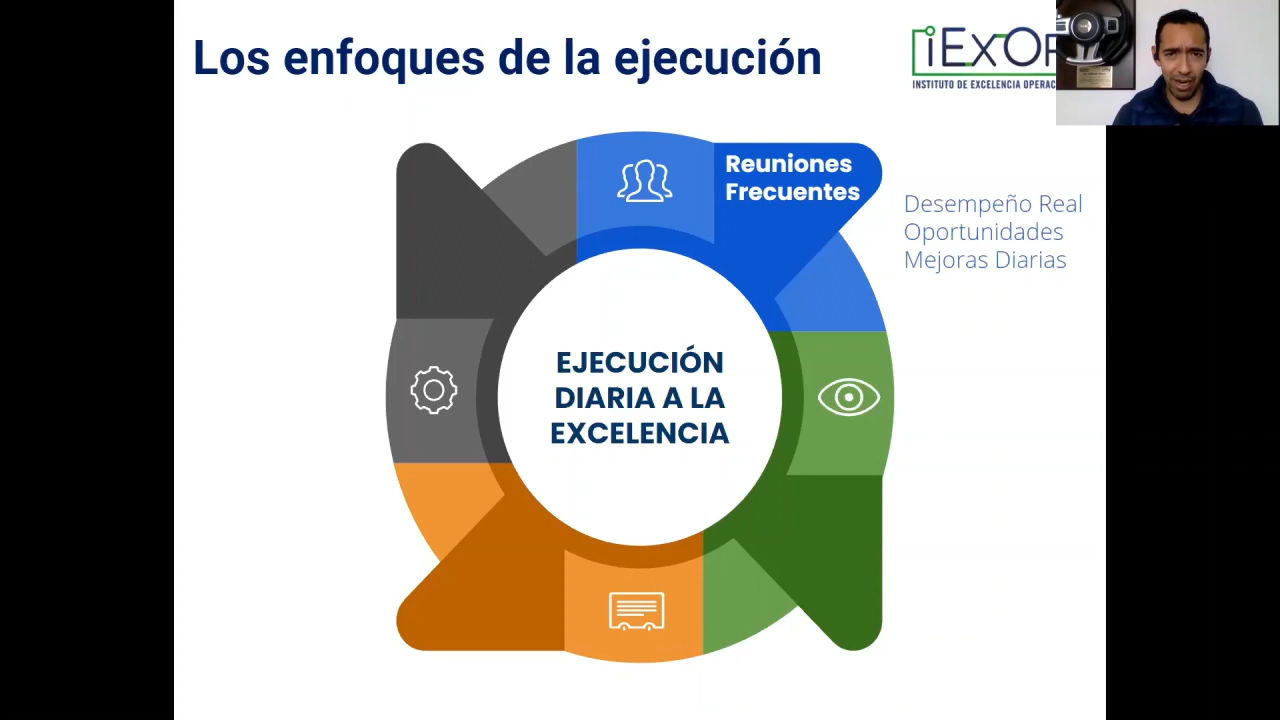 Los enfoques de la ejecución
iExOp
INSTITUTO DE EXCELENCIA OPERAC
Reuniones
Frecuentes
Desempeño Real
Oportunidades
Mejoras Diarias
EJECUCIÓN
DIARIA A LA
EXCELENCIA